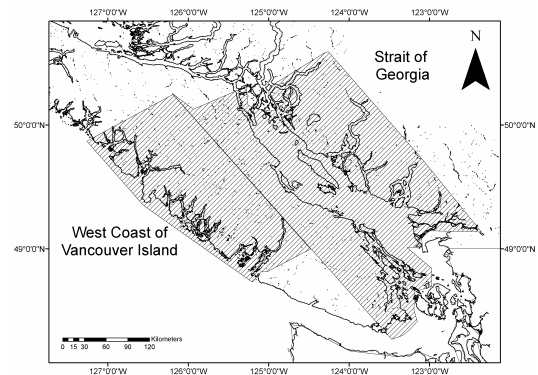 127°0'0"W 126°0'0"W 125°0'0"W 124°0'0"W 123°0'0"W
Strait of
Georgia
N
50°0'0"N 50°0'0"N
West Coast of
Vancouver Island
49°0'0"N 49°0'0"N
Kilometers
0 15 30 60 90 120
127°0'0"W 126°0'0"W 125°0'0"W 124°0'0"W 123°0'0"W